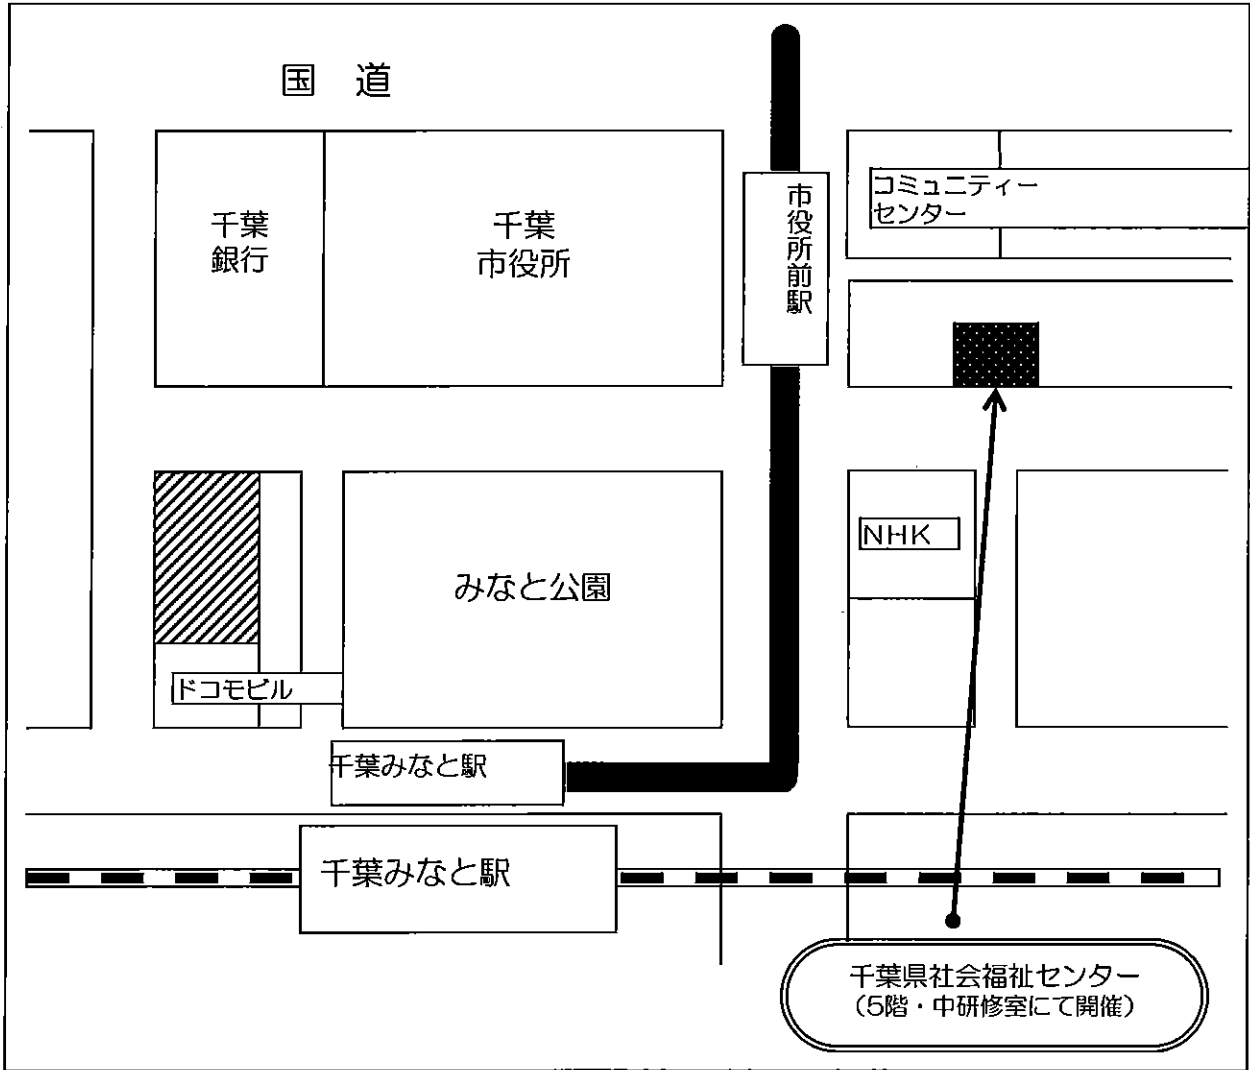 国　道
千葉
銀行
千葉
市役所
市役所前駅
コミュニティー
センター
NHK
みなと公園
ドコモビル
千葉みなと駅
千葉みなと駅
千葉県社会福祉センター
（5階・中研修室にて開催）